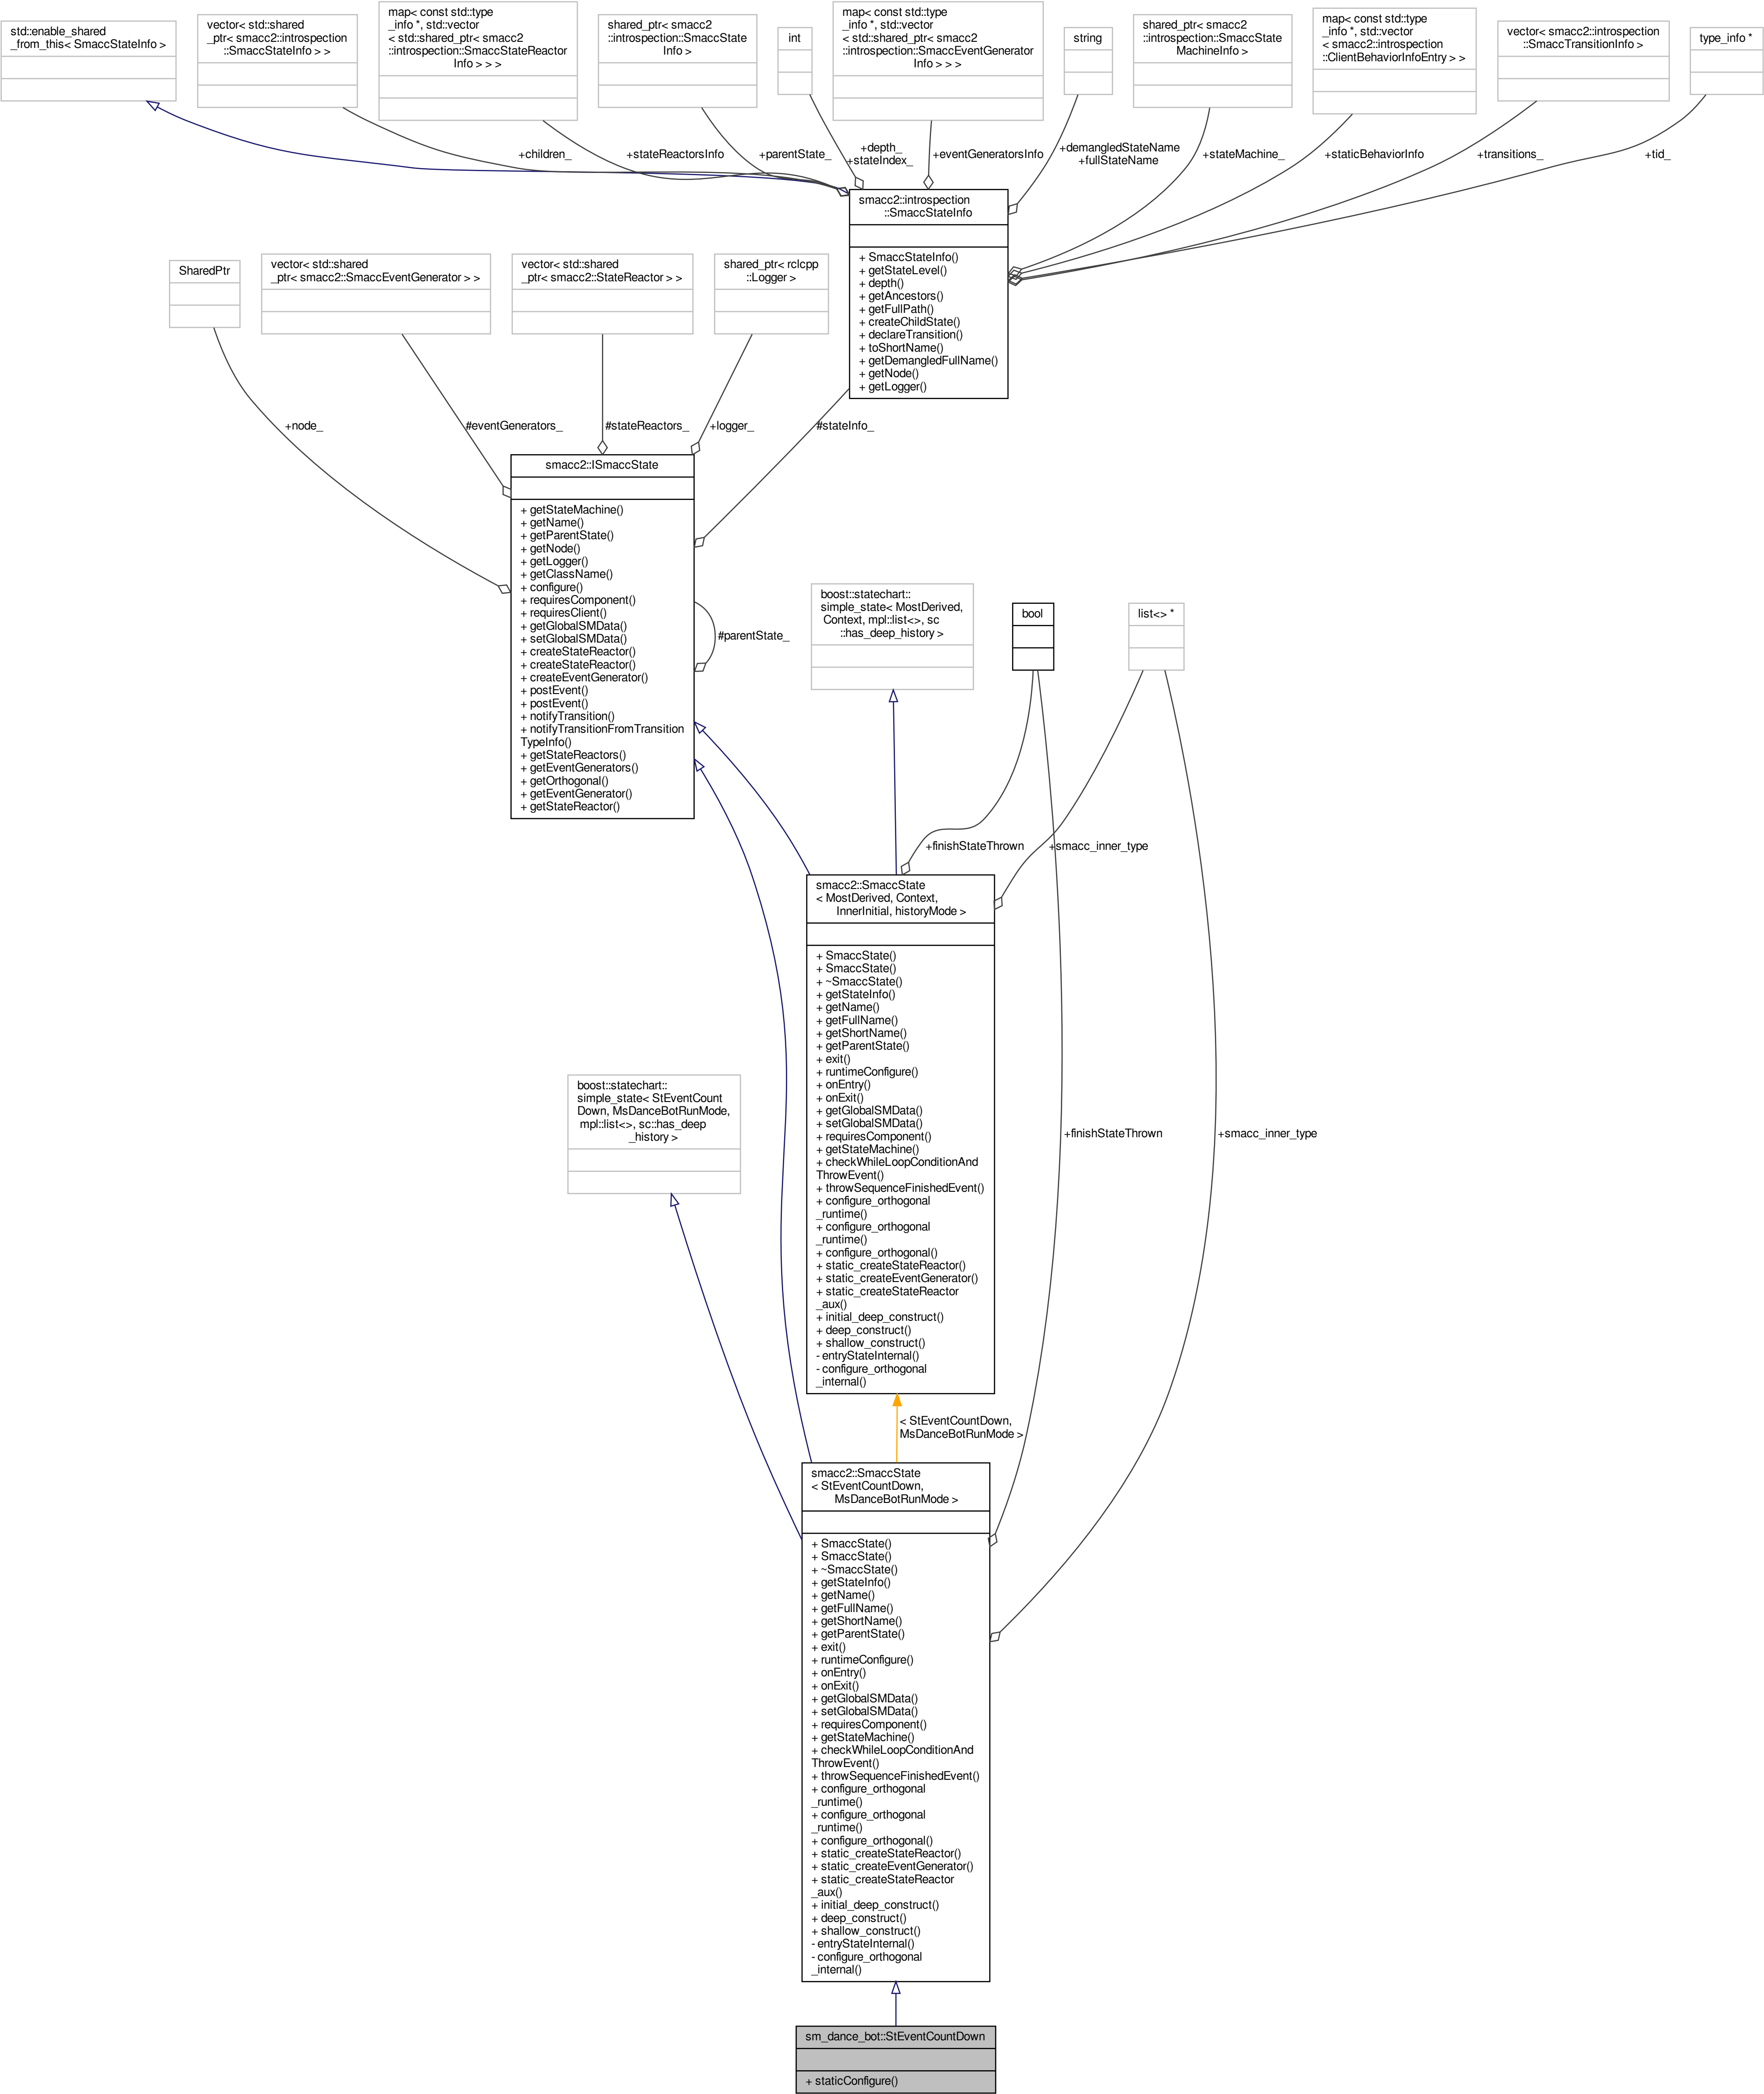 std::enable_shared
_from_this< SmaccStateInfo >
vector< std::shared
_ptr< smacc2::introspection
::SmaccStateInfo > >
map< const std::type
_info *, std::vector
< std::shared_ptr< smacc2
::introspection::SmaccStateReactor
Info > > >
shared_ptr< smacc2
::introspection::SmaccState
Info >
int
map< const std::type
_info *, std::vector
< std::shared_ptr< smacc2
::introspection::SmaccEventGenerator
Info > > >
string
shared_ptr< smacc2
::introspection::SmaccState
MachineInfo >
map< const std::type
_info *, std::vector
< smacc2::introspection
::ClientBehaviorInfoEntry > >
vector< smacc2::introspection
::SmaccTransitionInfo >
type_info *
+children_
+stateReactorsInfo
+parentState_
+depth_
+stateIndex_
+eventGeneratorsInfo
+demangledStateName
+fullStateName
+stateMachine_
+staticBehaviorInfo
+transitions_
+tid_
smacc2::introspection
::SmaccStateInfo
+ SmaccStateInfo()
+ getStateLevel()
+ depth()
+ getAncestors()
+ getFullPath()
+ createChildState()
+ declareTransition()
+ toShortName()
+ getDemangledFullName()
+ getNode()
+ getLogger()
SharedPtr
vector< std::shared
_ptr< smacc2::SmaccEventGenerator > >
vector< std::shared
_ptr< smacc2::StateReactor > >
shared_ptr< rclcpp
::Logger >
+node_
#eventGenerators_
#stateReactors_
+logger_
#stateInfo_
smacc2::ISmaccState
+ getStateMachine()
+ getName()
+ getParentState()
+ getNode()
+ getLogger()
+ getClassName()
+ configure()
+ requiresComponent()
+ requiresClient()
+ getGlobalSMData()
+ setGlobalSMData()
+ createStateReactor()
+ createStateReactor()
+ createEventGenerator()
+ postEvent()
+ postEvent()
+ notifyTransition()
+ notifyTransitionFromTransition
TypeInfo()
+ getStateReactors()
+ getEventGenerators()
+ getOrthogonal()
+ getEventGenerator()
+ getStateReactor()
#parentState_
boost::statechart::
simple_state< MostDerived,
Context, mpl::list<>, sc
::has_deep_history >
bool
list<> *
+finishStateThrown
+smacc_inner_type
smacc2::SmaccState
< MostDerived, Context,
InnerInitial, historyMode >
+ SmaccState()
+ SmaccState()
+ ~SmaccState()
+ getStateInfo()
+ getName()
+ getFullName()
+ getShortName()
+ getParentState()
+ exit()
+ runtimeConfigure()
+ onEntry()
+ onExit()
+ getGlobalSMData()
+ setGlobalSMData()
+ requiresComponent()
+ getStateMachine()
+ checkWhileLoopConditionAnd
ThrowEvent()
+ throwSequenceFinishedEvent()
+ configure_orthogonal
_runtime()
+ configure_orthogonal
_runtime()
+ configure_orthogonal()
+ static_createStateReactor()
+ static_createEventGenerator()
+ static_createStateReactor
_aux()
+ initial_deep_construct()
+ deep_construct()
+ shallow_construct()
- entryStateInternal()
- configure_orthogonal
_internal()
boost::statechart::
simple_state< StEventCount
Down, MsDanceBotRunMode,
mpl::list<>, sc::has_deep
_history >
+finishStateThrown
+smacc_inner_type
< StEventCountDown,
MsDanceBotRunMode >
smacc2::SmaccState
< StEventCountDown,
MsDanceBotRunMode >
+ SmaccState()
+ SmaccState()
+ ~SmaccState()
+ getStateInfo()
+ getName()
+ getFullName()
+ getShortName()
+ getParentState()
+ exit()
+ runtimeConfigure()
+ onEntry()
+ onExit()
+ getGlobalSMData()
+ setGlobalSMData()
+ requiresComponent()
+ getStateMachine()
+ checkWhileLoopConditionAnd
ThrowEvent()
+ throwSequenceFinishedEvent()
+ configure_orthogonal
_runtime()
+ configure_orthogonal
_runtime()
+ configure_orthogonal()
+ static_createStateReactor()
+ static_createEventGenerator()
+ static_createStateReactor
_aux()
+ initial_deep_construct()
+ deep_construct()
+ shallow_construct()
- entryStateInternal()
- configure_orthogonal
_internal()
sm_dance_bot::StEventCountDown
+ staticConfigure()